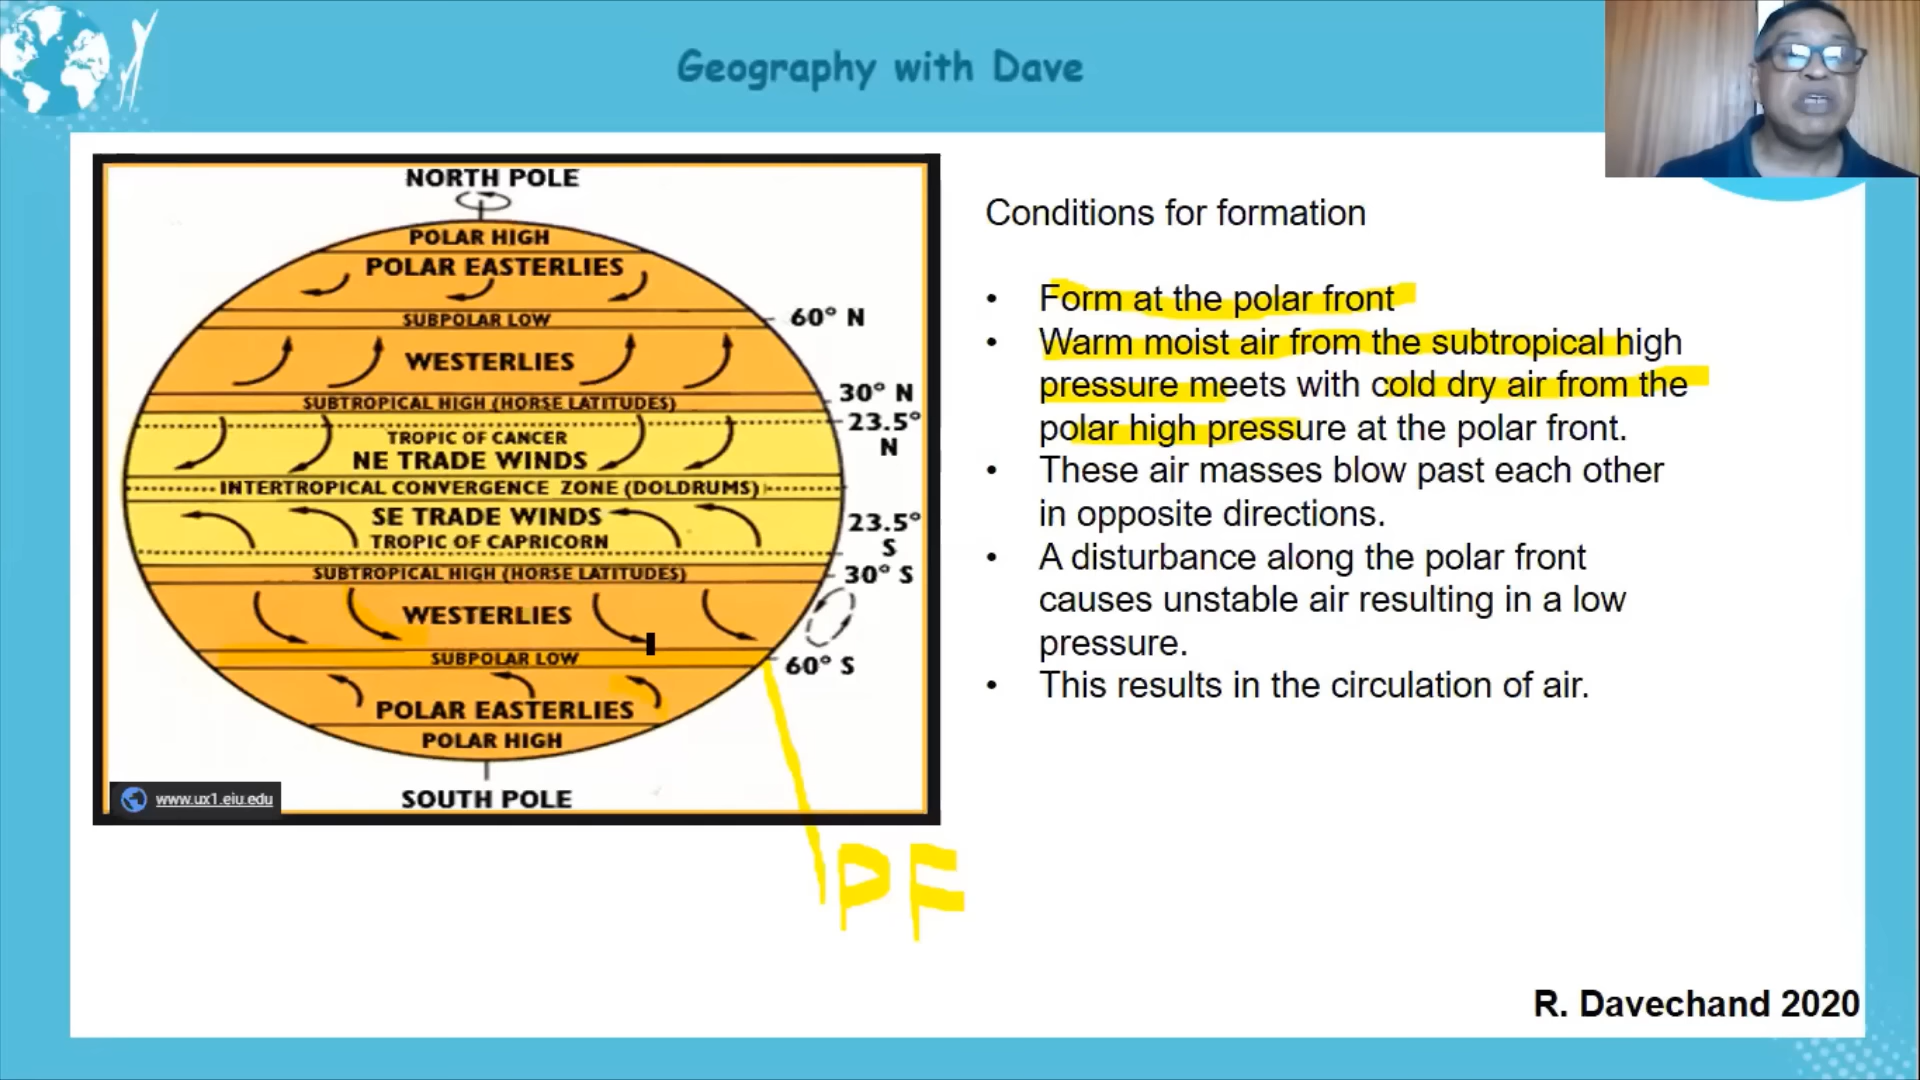 Geography with Dave
NORTH POLE
POLAR HIGH
POLAR EASTERLIES
SUBPOLAR LOW
60° N
WESTERLIES
30° N
SUBTROPICAL HIGH (HORSE LATITUDES)
23.5°
N
TROPIC OF CANCER
NE TRADE WINDS
INTERTROPICAL CONVERGENCE ZONE (DOLDRUMS)
SE TRADE WINDS
23.5°
S
TROPIC OF CAPRICORN
SUBTROPICAL HIGH (HORSE LATITUDES)
30° S
WESTERLIES
SUBPOLAR LOW
60° S
POLAR EASTERLIES
POLAR HIGH
SOUTH POLE
www.ux1.eiu.edu
PF
Conditions for formation
• Form at the polar front
• Warm moist air from the subtropical high
pressure meets with cold dry air from the
polar high pressure at the polar front.
• These air masses blow past each other
in opposite directions.
• A disturbance along the polar front
causes unstable air resulting in a low
pressure.
• This results in the circulation of air.
R. Davechand 2020